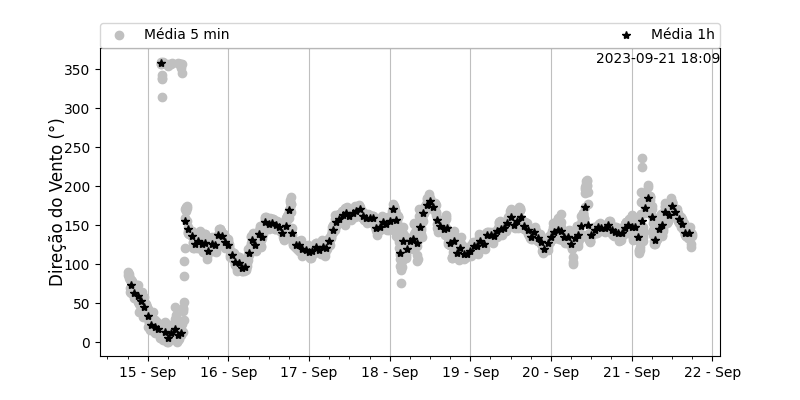 Média 5 min
Média 1h
2023-09-21 18:09
Direção do Vento (°)
350
300
250
200
150
100
50
0
15 - Sep
16 - Sep
17 - Sep
18 - Sep
19 - Sep
20 - Sep
21 - Sep
22 - Sep